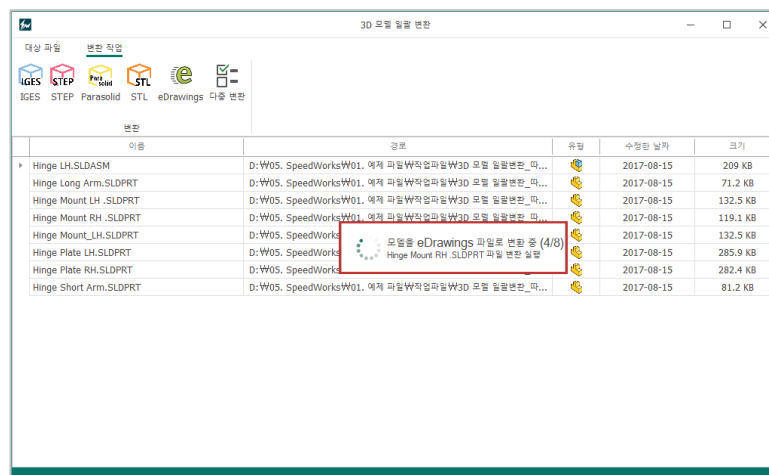 3D 모델 일괄 변환
대상 파일 변환 작업
IGES STEP Para solid STL e
IGES STEP Parasolid STL eDrawings 다중 변환
변환
이름 경로 유형 수정한 날짜 크기
Hinge LH.SLDASM D:₩05. SpeedWorks₩01. 예제 파일₩작업파일₩3D 모델 일괄변환_따... 2017-08-15 209 KB
Hinge Long Arm.SLDPRT D:₩05. SpeedWorks₩01. 예제 파일₩작업파일₩3D 모델 일괄변환_따... 2017-08-15 71.2 KB
Hinge Mount LH .SLDPRT D:₩05. SpeedWorks₩01. 예제 파일₩작업파일₩3D 모델 일괄변환_따... 2017-08-15 132.5 KB
Hinge Mount RH .SLDPRT D:₩05. SpeedWorks₩01. 예제 파일₩작업파일₩3D 모델 일괄변환_따... 2017-08-15 119.1 KB
Hinge Mount_LH.SLDPRT D:₩05. SpeedWorks 2017-08-15 132.5 KB
모델을 eDrawings 파일로 변환 중 (4/8)
Hinge Mount RH .SLDPRT 파일 변환 실행
Hinge Plate LH.SLDPRT D:₩05. SpeedWorks 2017-08-15 285.9 KB
Hinge Plate RH.SLDPRT D:₩05. SpeedWorks 2017-08-15 282.4 KB
Hinge Short Arm.SLDPRT D:₩05. SpeedWorks₩01. 예제 파일₩작업파일₩3D 모델 일괄변환_따... 2017-08-15 81.2 KB